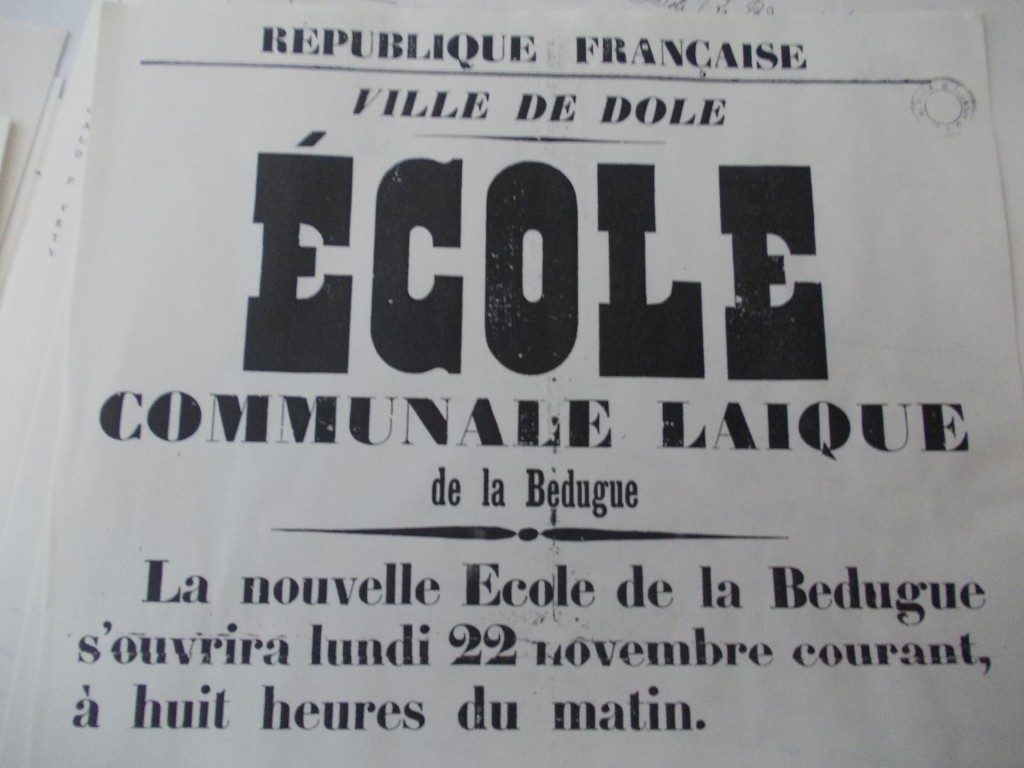 RÉPUBLIQUE FRANÇAISE
VILLE DE DOLE
ÉCOLE
COMMUNALE LAIQUE
de la Bedugue
La nouvelle Ecole de la Bedugue
s'ouvrira lundi 22 novembre courant,
à huit heures du matin.